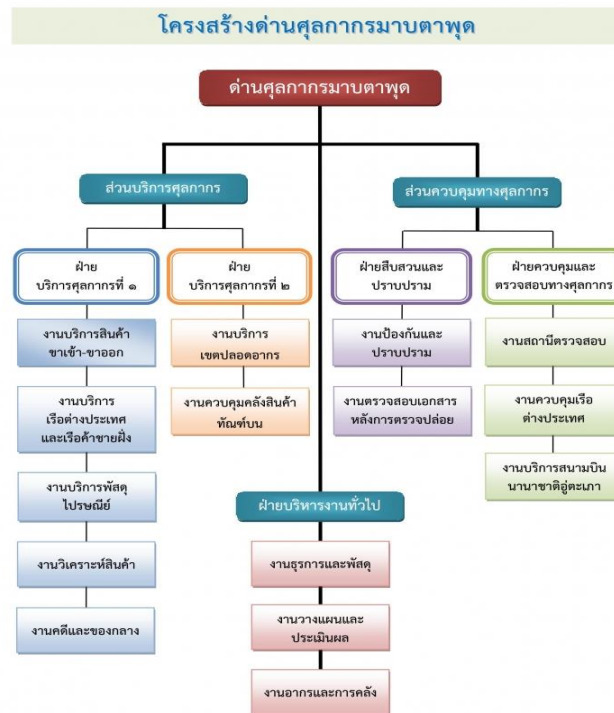 โครงสร้างด่านศุลกากรมาบตาพุด
ด่านศุลกากรมาบตาพุด
ส่วนบริการศุลกากร
ส่วนควบคุมทางศุลกากร
ฝ่าย
บริการศุลกากรที่ ๑
ฝ่าย
บริการศุลกากรที่ ๒
ฝ่ายสืบสวนและ
ปราบปราม
ฝ่ายควบคุมและ
ตรวจสอบทางศุลกากร
งานบริการสินค้า
ขาเข้า-ขาออก
งานบริการ
เรือต่างประเทศ
และเรือค้าชายฝั่ง
งานบริการพัสดุ
ไปรษณีย์
งานวิเคราะห์สินค้า
งานคดีและของกลาง
งานบริการ
เขตปลอดอากร
งานควบคุมคลังสินค้า
ทัณฑ์บน
งานป้องกันและ
ปราบปราม
งานตรวจสอบเอกสาร
หลังการตรวจปล่อย
งานสถานีตรวจสอบ
งานควบคุมเรือ
ต่างประเทศ
งานบริการสนามบิน
นานาชาติอู่ตะเภา
ฝ่ายบริหารงานทั่วไป
งานธุรการและพัสดุ
งานวางแผนและ
ประเมินผล
งานอากรและการคลัง